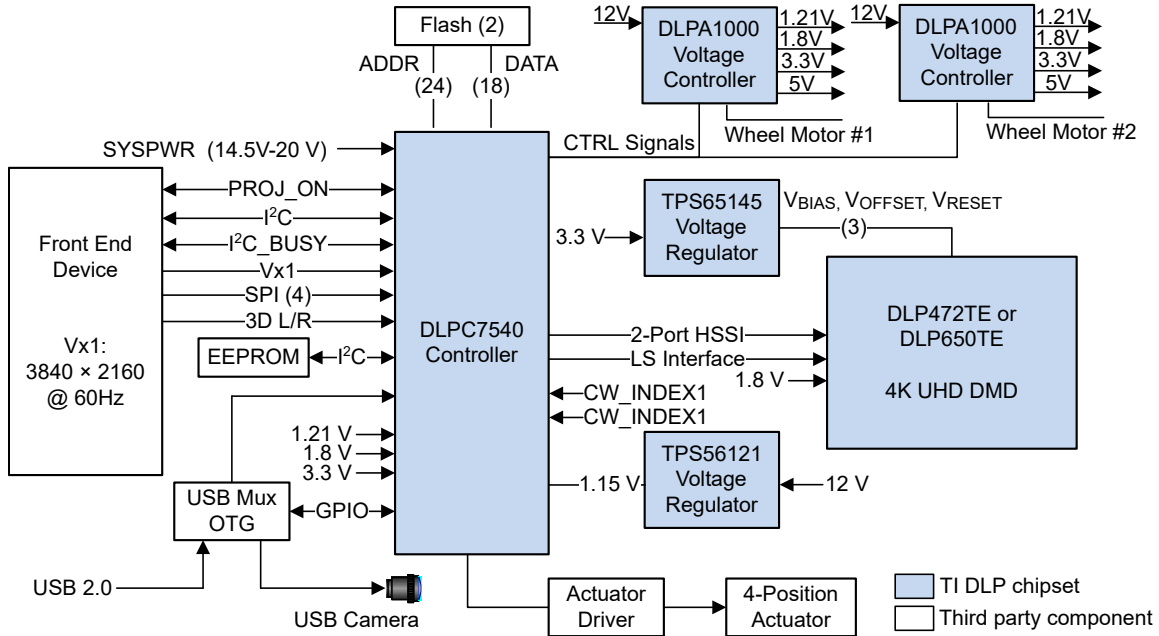 Flash (2)
ADDR
(24)
DATA
(18)
12V
DLPA1000
Voltage
Controller
1.21V
1.8V
3.3V
5V
Wheel Motor #1
12V
DLPA1000
Voltage
Controller
1.21V
1.8V
3.3V
5V
Wheel Motor #2
CTRL Signals
SYSPWR (14.5V-20 V)
Front End
Device
Vx1:
3840 × 2160
@ 60Hz
PROJ_ON
I²C
I²C_BUSY
Vx1
SPI (4)
3D L/R
EEPROM
I²C
1.21 V
1.8 V
3.3 V
USB Mux
OTG
GPIO
USB 2.0
USB Camera
DLPC7540
Controller
3.3 V
TPS65145
Voltage
Regulator
VBIAS, VOFFSET, VRESET
(3)
2-Port HSSI
LS Interface
1.8 V
DLP472TE or
DLP650TE
4K UHD DMD
CW_INDEX1
CW_INDEX1
1.15 V
TPS56121
Voltage
Regulator
12 V
Actuator
Driver
4-Position
Actuator
TI DLP chipset
Third party component